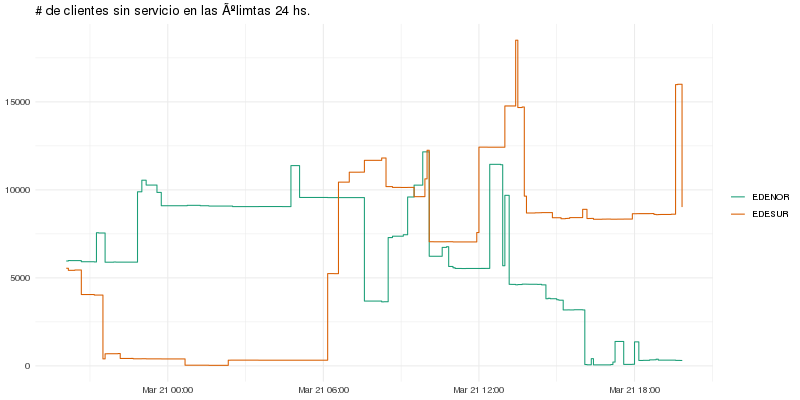 # de clientes sin servicio en las Ãºlimtas 24 hs.
15000
10000
5000
0
Mar 21 00:00 Mar 21 06:00 Mar 21 12:00 Mar 21 18:00
EDENOR
EDESUR